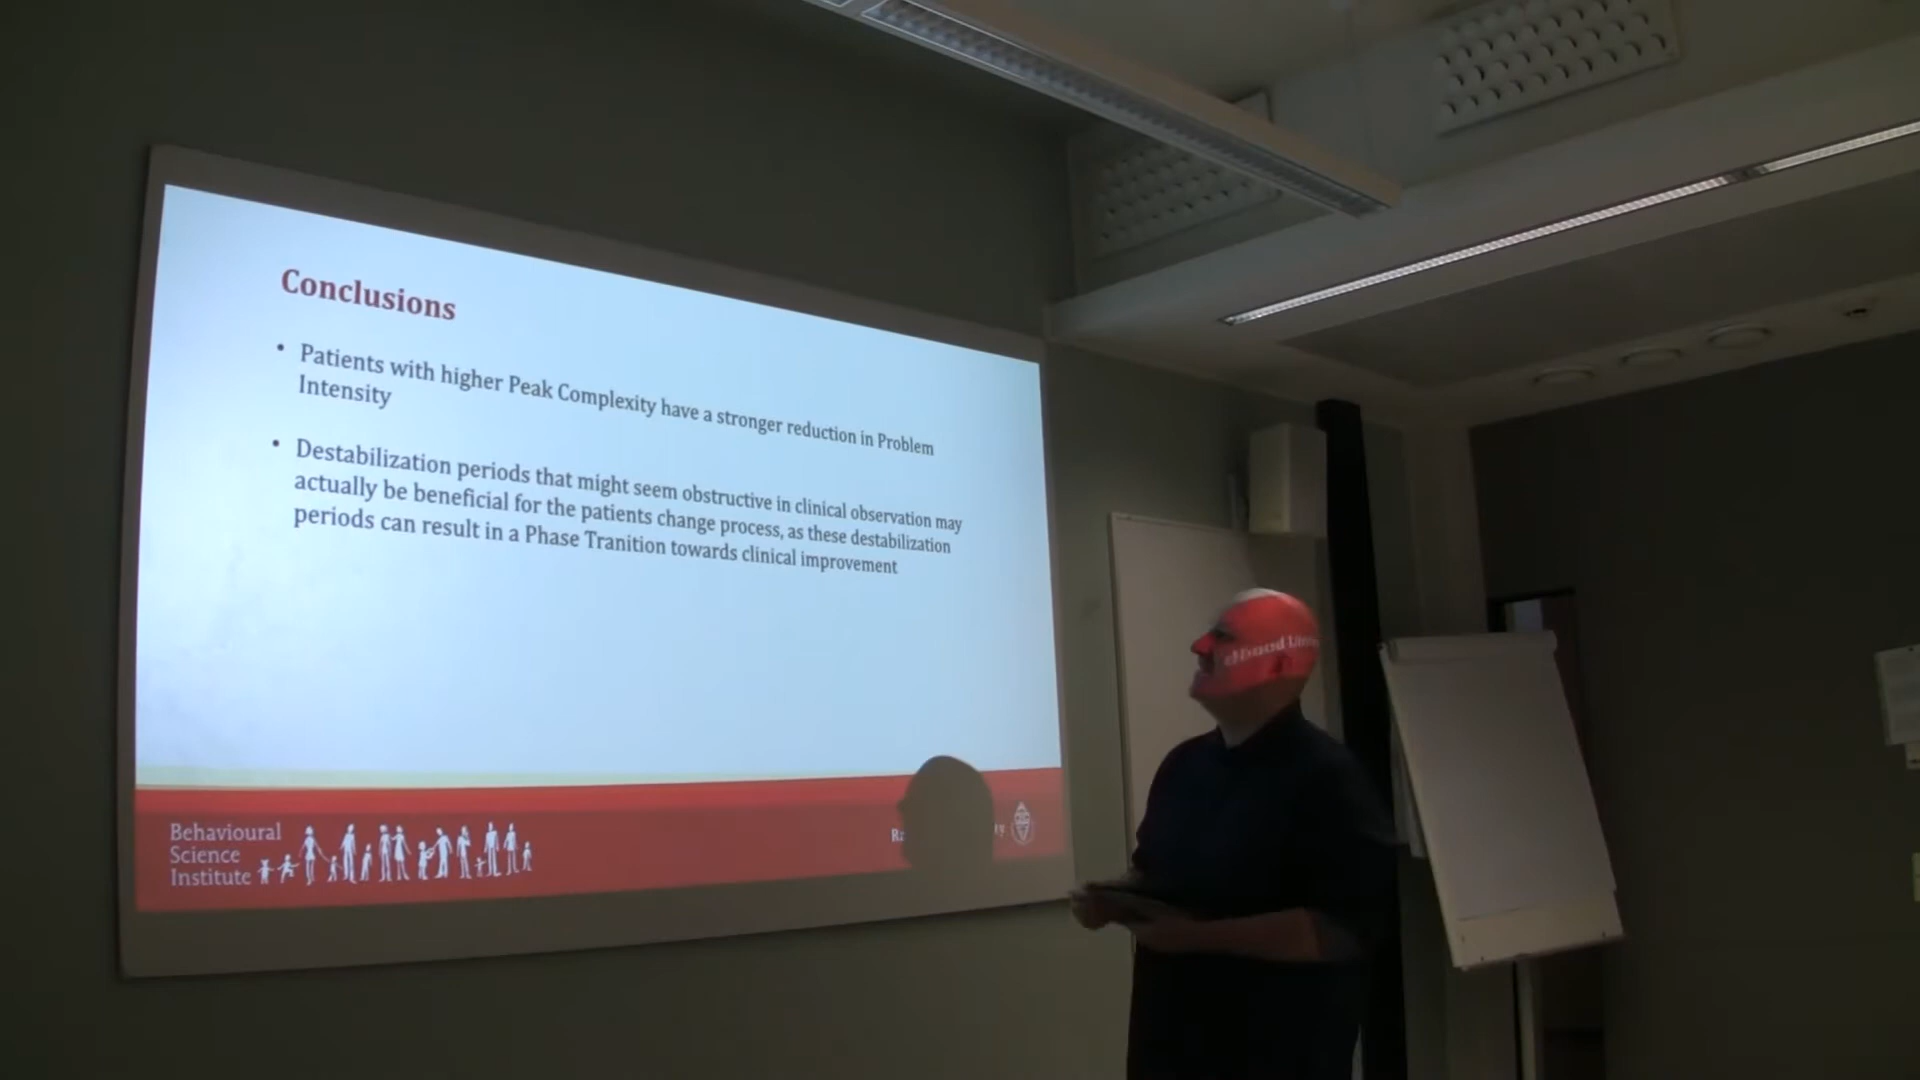 Conclusions
• Patients with higher Peak Complexity have a stronger reduction in Problem
Intensity
• Destabilization periods that might seem obstructive in clinical observation may
actually be beneficial for the patients change process, as these destabilization
periods can result in a Phase Tranition towards clinical improvement
Behavioural
Science
Institute